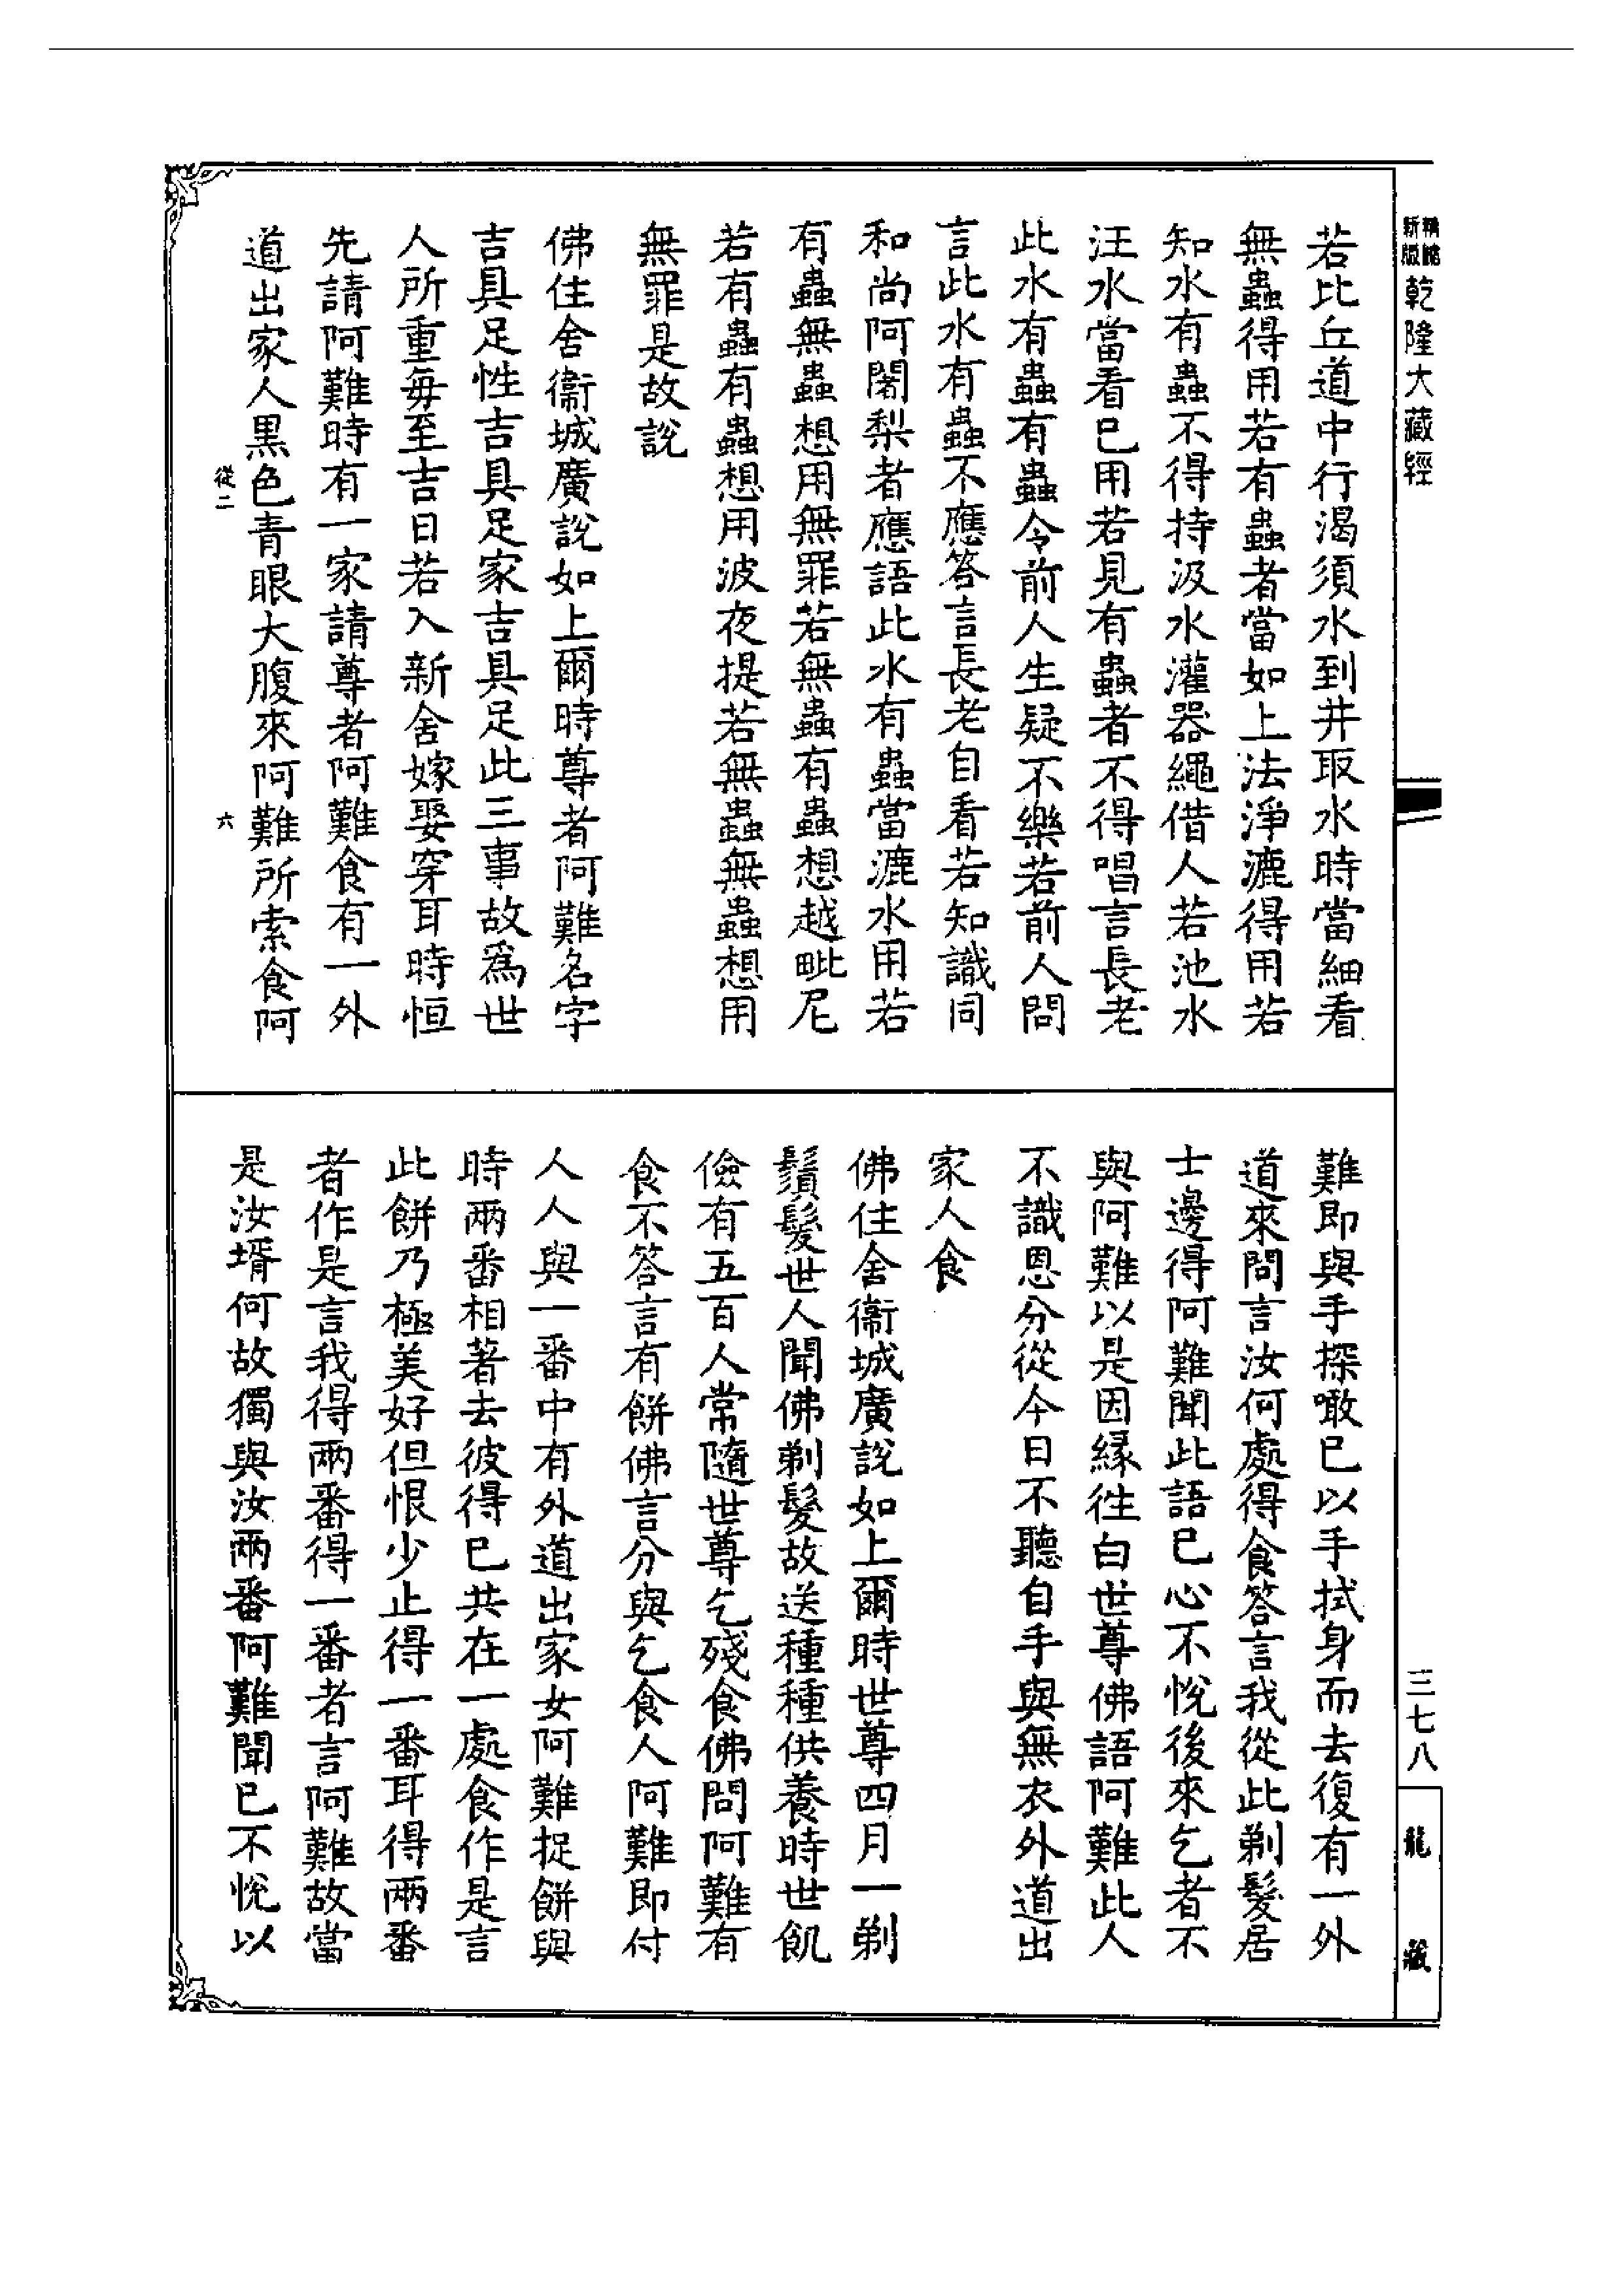 新版
乾隆大藏經
若比丘道中行渴須水到井取水時當細看
無蟲得用若有蟲者當如上法淨漉得用若
知水有蟲不得持汲水灌器繩借人若池水
汪水當看已用若見有蟲者不得唱言長老
此水有蟲有蟲令前人生疑不樂若前人問
言此水有蟲不應答言長老自看若知識同
和尚阿闍梨者應語此水有蟲當漉水用若
有蟲無蟲想用無罪若無蟲有蟲想越毗尼
若有蟲有蟲想用波夜提若無蟲無蟲想用
無罪是故說
佛住舍衞城廣說如上爾時尊者阿難名字
吉具足性吉具足家吉具足此三事故爲世
人所重每至吉日若入新舍嫁娶穿耳時恒
先請阿難時有一家請尊者阿難食有一外
道出家人黑色青眼大腹來阿難所索食阿
從二
六
難即與手探噉已以手拭身而去復有一外
道來問言汝何處得食答言我從此剃髮居
士邊得阿難聞此語已心不悅後來乞者不
與阿難以是因緣往白世尊佛語阿難此人
不識恩分從今日不聽自手與無衣外道出
家人食
佛住舍衞城廣說如上爾時世尊四月一剃
鬚髮世人聞佛剃髮故送種種供養時世飢
儉有五百人常隨世尊乞殘食佛問阿難有
食不答言有餅佛言分與乞食人阿難即付
人人與一番中有外道出家女阿難捉餅與
時兩番相著去彼得已共在一處食作是言
此餅乃極美好但恨少止得一番耳得兩番
者作是言我得兩番得一番者言阿難故當
是汝壻何故獨與汝兩番阿難聞已不悅以
三七八
龍藏